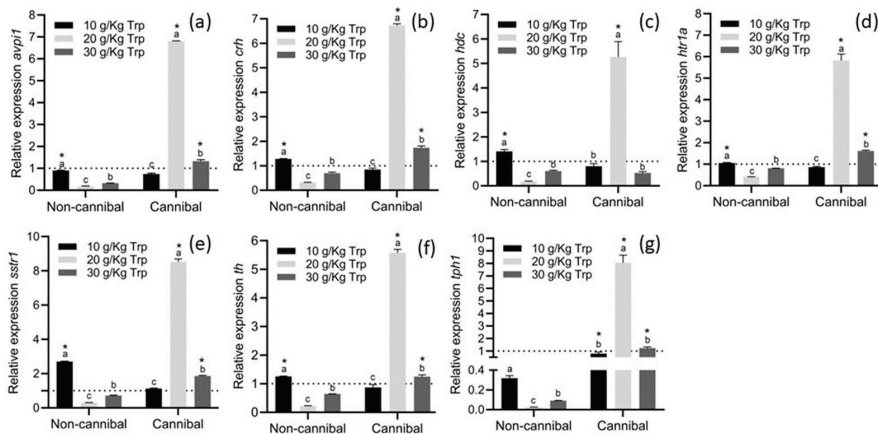 (a)
Relative expression avpi1
10 g/Kg Trp
20 g/Kg Trp
30 g/Kg Trp
8
7
6
5
4
3
2
1
0
*
a
c
b
c
*
a
*
b
Non-cannibal Cannibal
(b)
Relative expression crh
10 g/Kg Trp
20 g/Kg Trp
30 g/Kg Trp
7
6
5
4
3
2
1
0
*
a
c
b
c
*
a
*
b
Non-cannibal Cannibal
(c)
Relative expression hdc
10 g/Kg Trp
20 g/Kg Trp
30 g/Kg Trp
7
6
5
4
3
2
1
0
*
a
c
b
b
*
a
b
Non-cannibal Cannibal
(d)
Relative expression htr1a
10 g/Kg Trp
20 g/Kg Trp
30 g/Kg Trp
7
6
5
4
3
2
1
0
*
a
c
b
c
*
a
*
b
Non-cannibal Cannibal
(e)
Relative expression sstr1
10 g/Kg Trp
20 g/Kg Trp
30 g/Kg Trp
10
8
6
4
2
0
*
a
c
b
c
*
a
*
b
Non-cannibal Cannibal
(f)
Relative expression th
10 g/Kg Trp
20 g/Kg Trp
30 g/Kg Trp
6
5
4
3
2
1
0
*
a
c
b
c
*
a
*
b
Non-cannibal Cannibal
(g)
Relative expression tph1
10 g/Kg Trp
20 g/Kg Trp
30 g/Kg Trp
10
9
8
7
6
5
4
3
2
1
0.4
0.2
0.0
a
c
b
*
b
*
a
*
b
Non-cannibal Cannibal